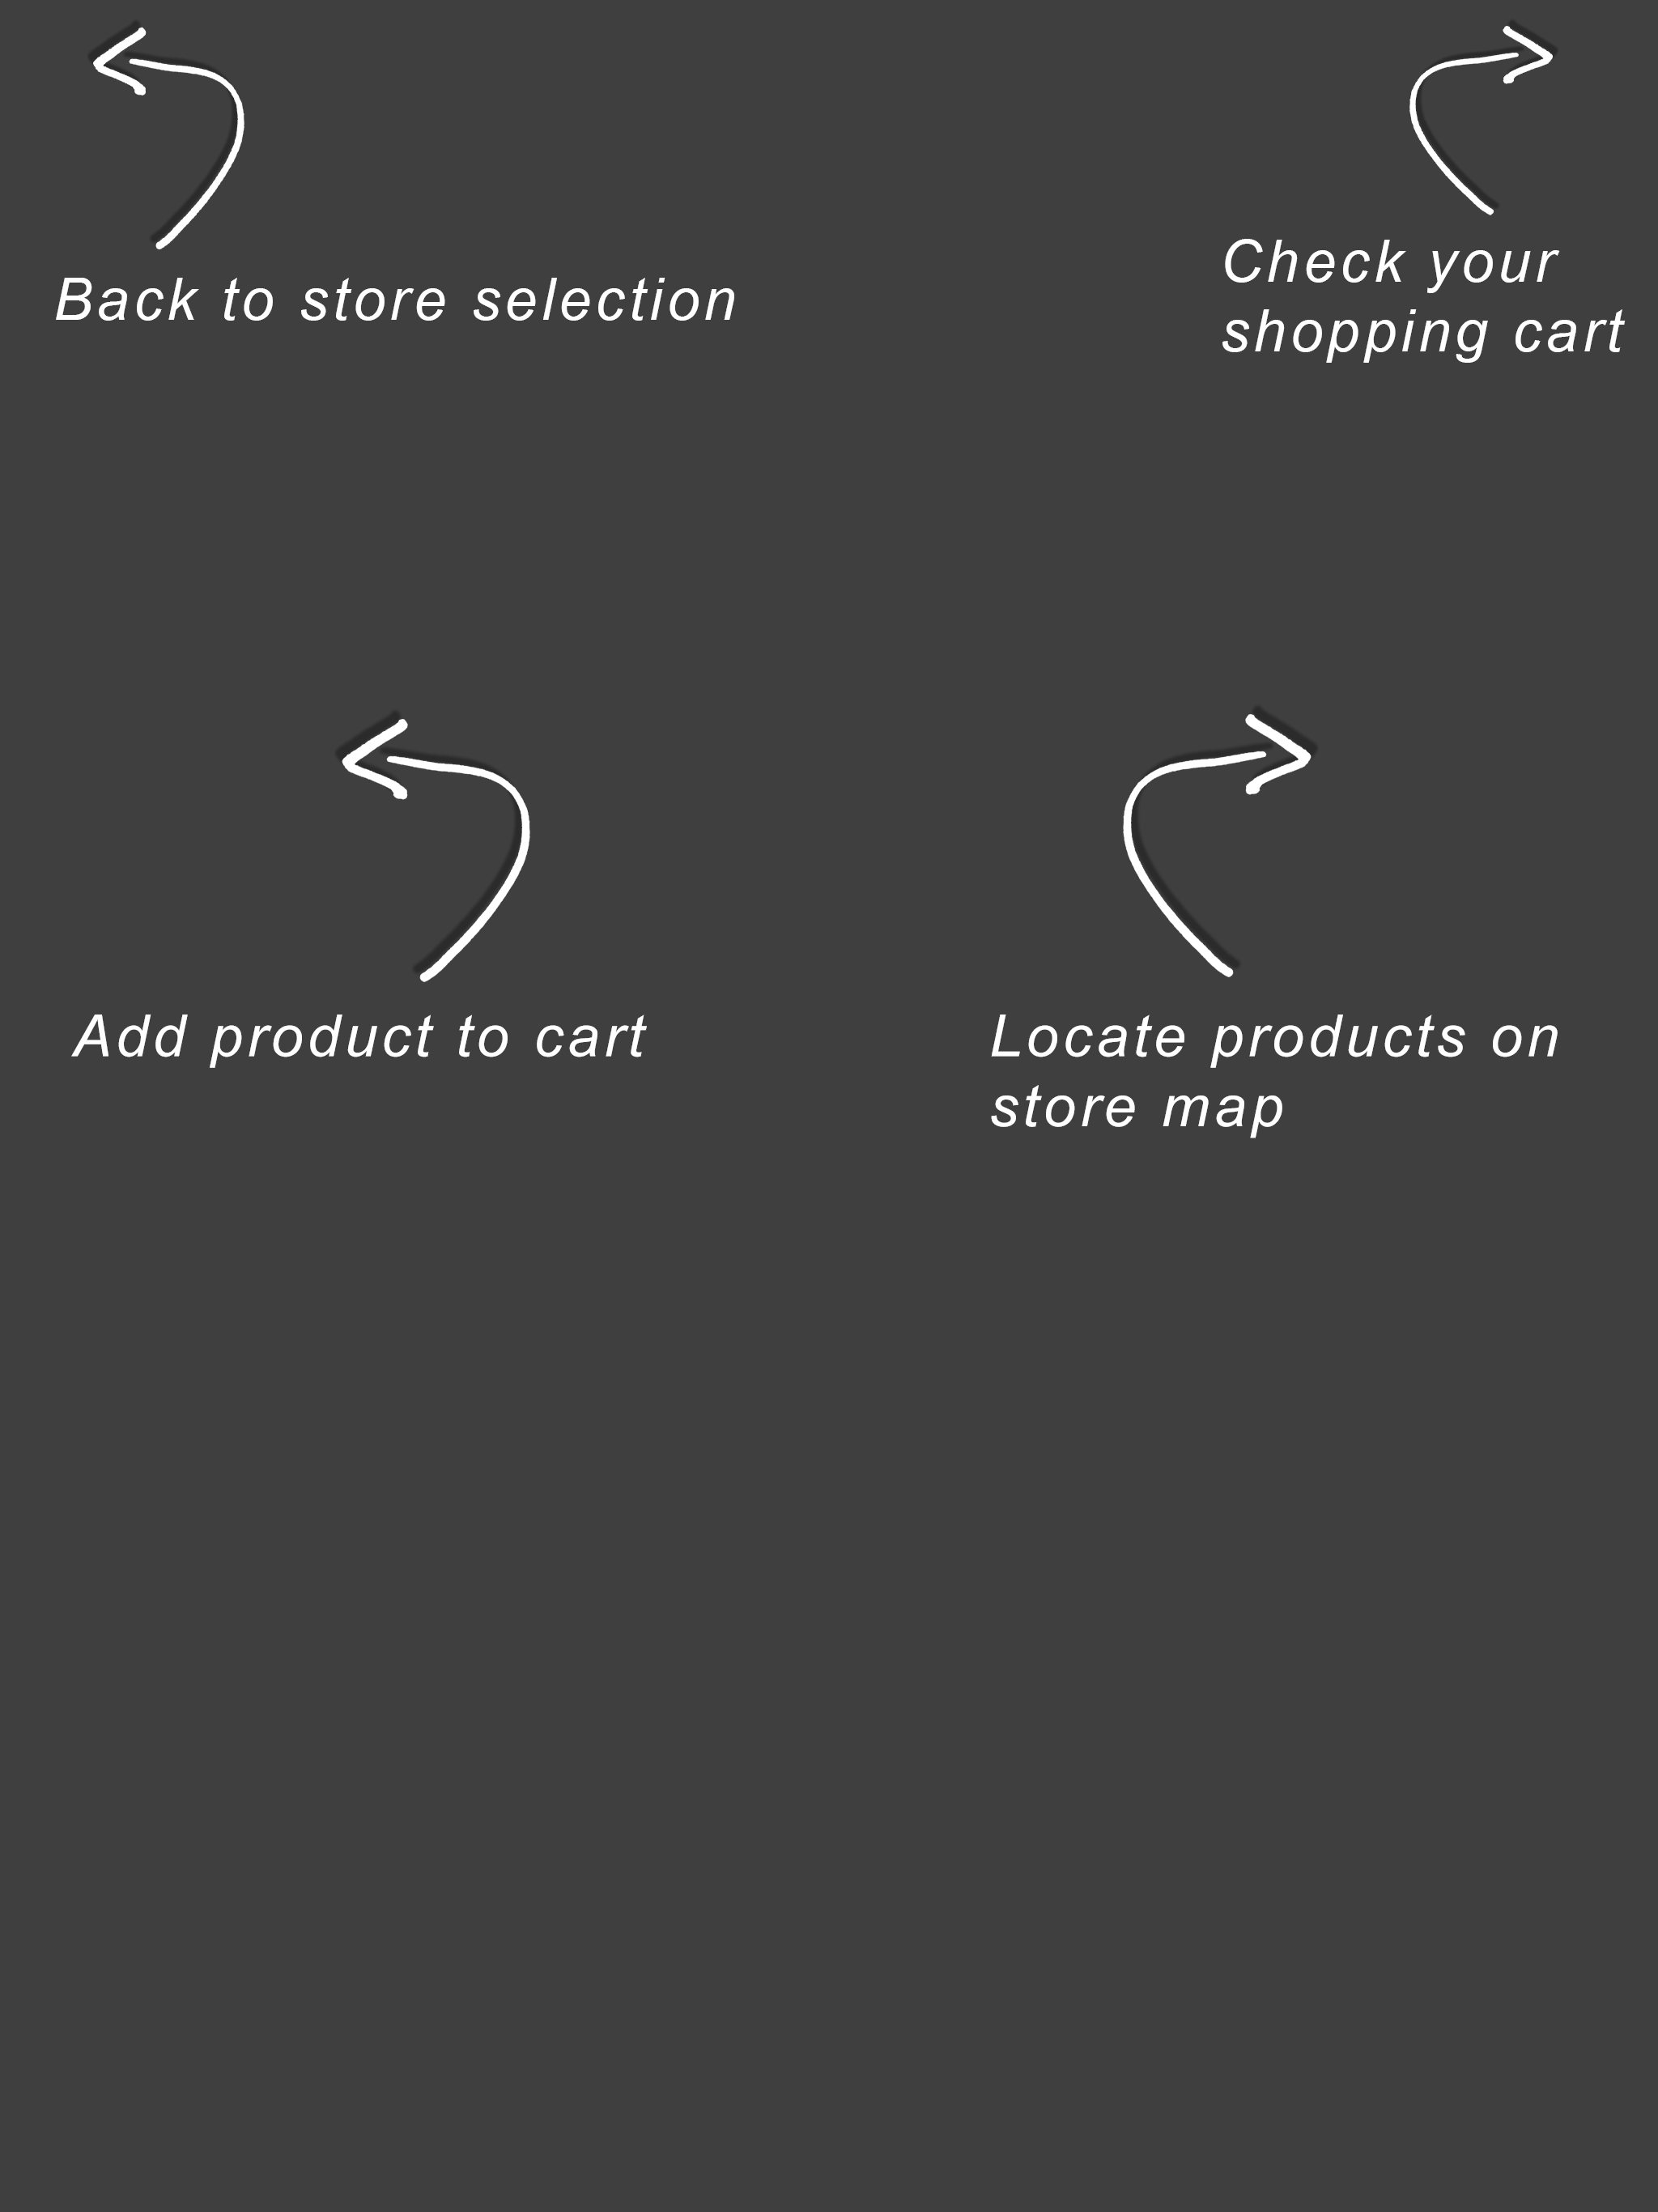 Back to store selection
Check your
shopping cart
Add product to cart
Locate products on
store map